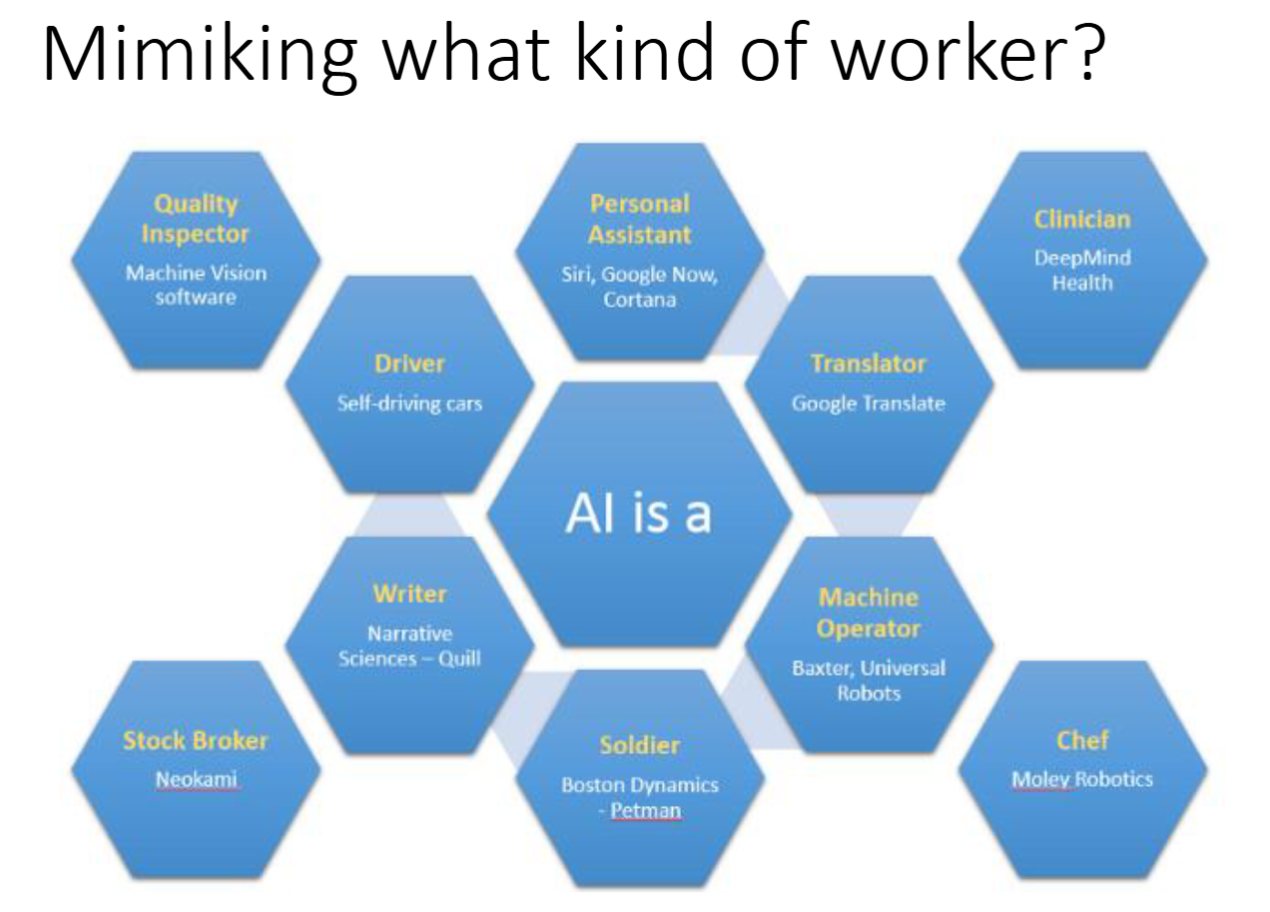 Mimiking what kind of worker?
Quality
Inspector
Machine Vision
software
Personal
Assistant
Siri, Google Now,
Cortana
Clinician
DeepMind
Health
Driver
Self-driving cars
Translator
Google Translate
AI is a
Writer
Narrative
Sciences – Quill
Machine
Operator
Baxter, Universal
Robots
Stock Broker
Neokami
Soldier
Boston Dynamics
- Petman
Chef
Moley Robotics